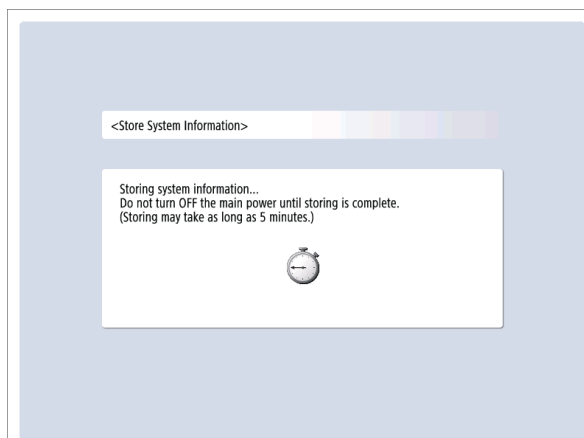 <Store System Information>
Storing system information...
Do not turn OFF the main power until storing is complete.
(Storing may take as long as 5 minutes.)